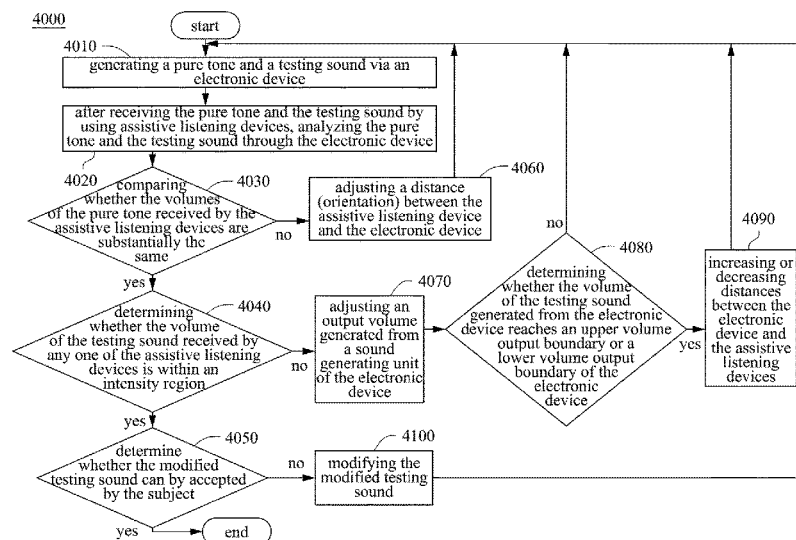 4000
start
4010
generating a pure tone and a testing sound via an
electronic device
after receiving the pure tone and the testing sound by
using assistive listening devices, analyzing the pure
tone and the testing sound through the electronic device
4020
4030
comparing
whether the volumes
of the pure tone received by the
assistive listening devices are
substantially the
same
no
yes
4060
adjusting a distance
(orientation) between the
assistive listening device
and the electronic device
4040
determining
whether the volume
of the testing sound received by
any one of the assistive listening
devices is within an
intensity region
no
yes
4070
adjusting an
output volume
generated from
a sound
generating unit
of the electronic
device
no
4080
determining
whether the volume
of the testing sound
generated from the electronic
device reaches an upper volume
output boundary or a
lower volume output
boundary of the
electronic
device
yes
4090
increasing or
decreasing
distances
between the
electronic
device and
the assistive
listening
devices
4050
determine
whether the modified
testing sound can by accepted
by the subject
no
yes
4100
modifying the
modified testing
sound
end